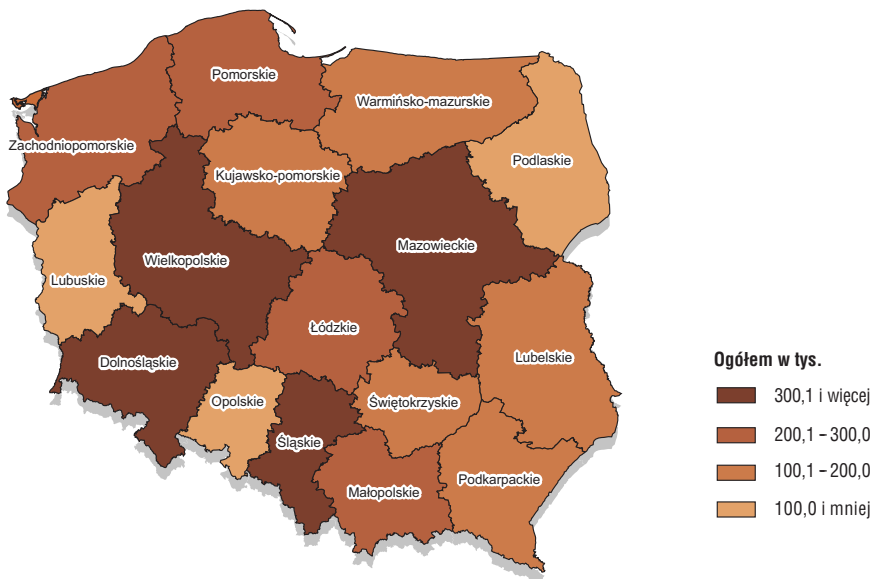 Pomorskie
Warmińsko-mazurskie
Zachodniopomorskie
Podlaskie
Kujawsko-pomorskie
Mazowieckie
Wielkopolskie
Lubuskie
Łódzkie
Lubelskie
Dolnośląskie
Opolskie
Świętokrzyskie
Śląskie
Podkarpackie
Małopolskie
Ogółem w tys.
300,1 i więcej
200,1 – 300,0
100,1 – 200,0
100,0 i mniej